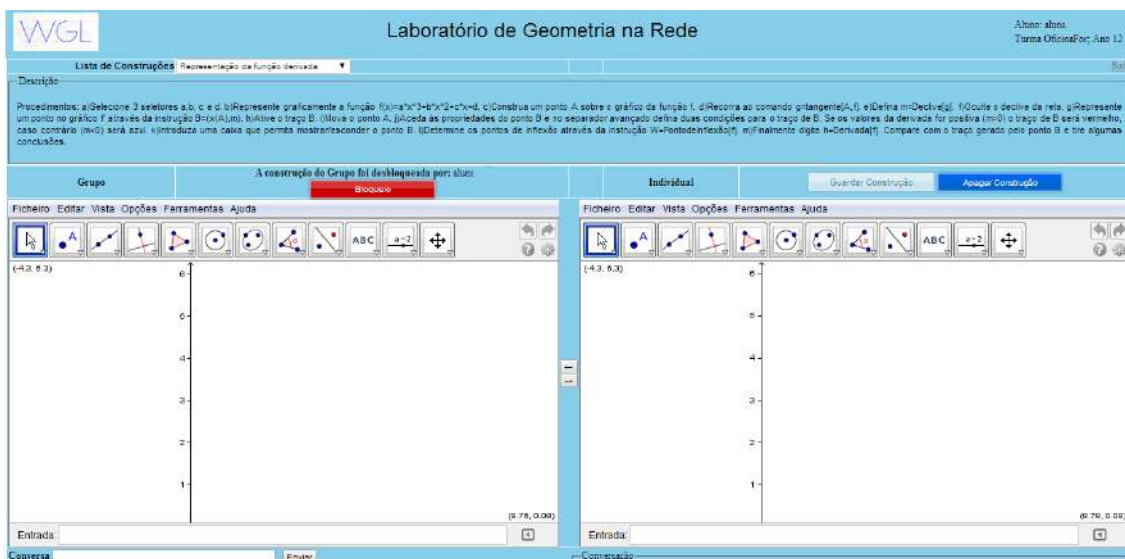 WGL
Laboratório de Geometria na Rede
Aluno: aluna
Turma OficinaFor; Ano 12
Lista de Construções Representação da função derivada
Sai
Descrição
Procedimentos: a)Selecione 3 seletores a,b, c e d. b)Represente graficamente a função f(x)=a*x^3+b*x^2+c*x+d. c)Construa um ponto A sobre o gráfico da função f. d)Recorra ao comando g=tangente[A,f]. e)Defina m=Declive[g]. f)Oculte o declive da reta. g)Represente
um ponto no gráfico f' através da instrução B=(x(A),m). h)Ative o traço B. i)Mova o ponto A. j)Aceda às propriedades do ponto B e no separador avançado defina duas condições para o traço de B. Se os valores da derivada for positiva (m>0) o traço de B será vermelho,
caso contrário (m<0) será azul. k)Introduza uma caixa que permita mostrar/esconder o ponto B. l)Determine os pontos de inflexão através da instrução W=PontodeInflexão[f]. m)Finalmente digite h=Derivada[f]. Compare com o traço gerado pelo ponto B e tire algumas
conclusões.
Grupo
A construção do Grupo foi desbloqueada por: aluna
Bloqueio
Individual
Guardar Construção
Apagar Construção
Ficheiro Editar Vista Opções Ferramentas Ajuda
Ficheiro Editar Vista Opções Ferramentas Ajuda
A
ABC
a=2
A
ABC
a=2
(-4.3, 6.3)
(-4.3, 6.3)
6
6
5
5
4
4
3
3
2
2
1
1
(9.76, 0.09)
(9.79, 0.09)
Entrada:
Entrada:
Conversa
Enviar
Conversação